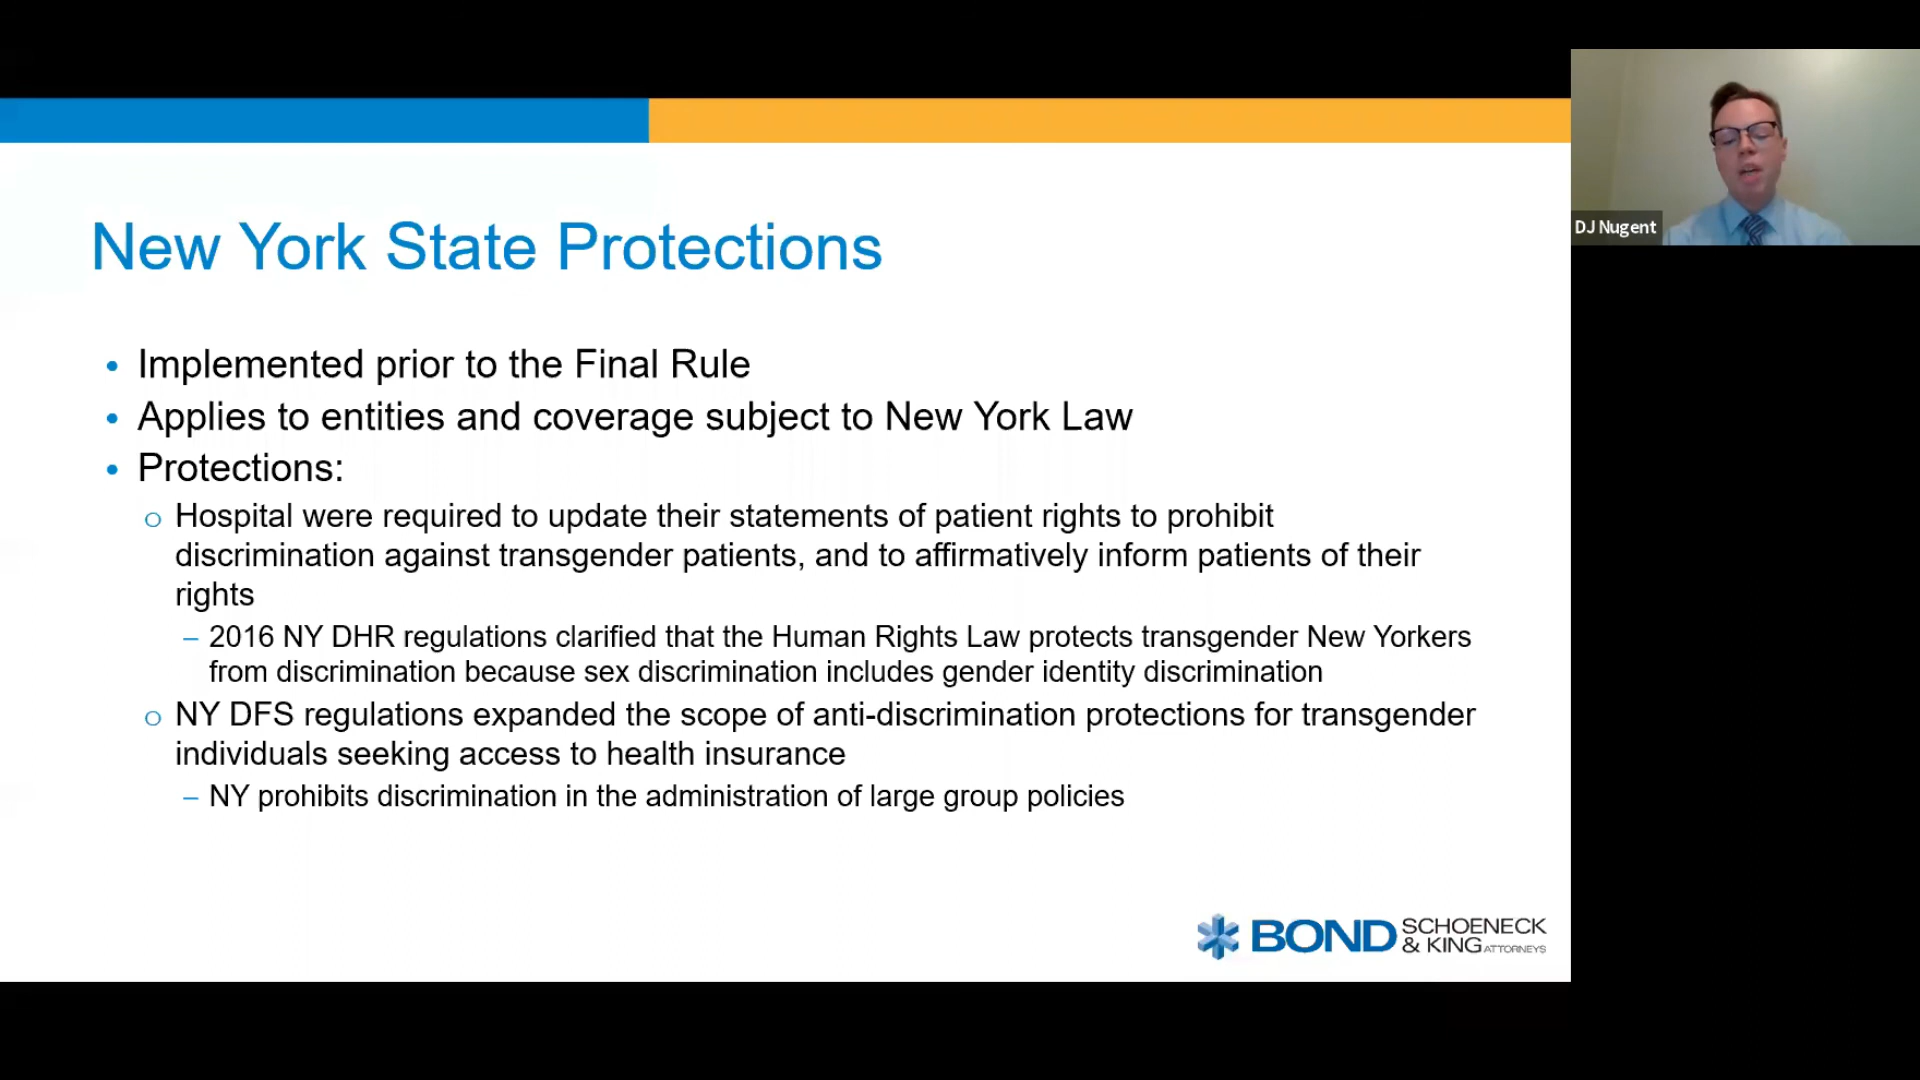 New York State Protections
• Implemented prior to the Final Rule
• Applies to entities and coverage subject to New York Law
• Protections:
o Hospital were required to update their statements of patient rights to prohibit
discrimination against transgender patients, and to affirmatively inform patients of their
rights
– 2016 NY DHR regulations clarified that the Human Rights Law protects transgender New Yorkers
from discrimination because sex discrimination includes gender identity discrimination
o NY DFS regulations expanded the scope of anti-discrimination protections for transgender
individuals seeking access to health insurance
– NY prohibits discrimination in the administration of large group policies
BOND SCHOENECK
& KING ATTORNEYS
DJ Nugent